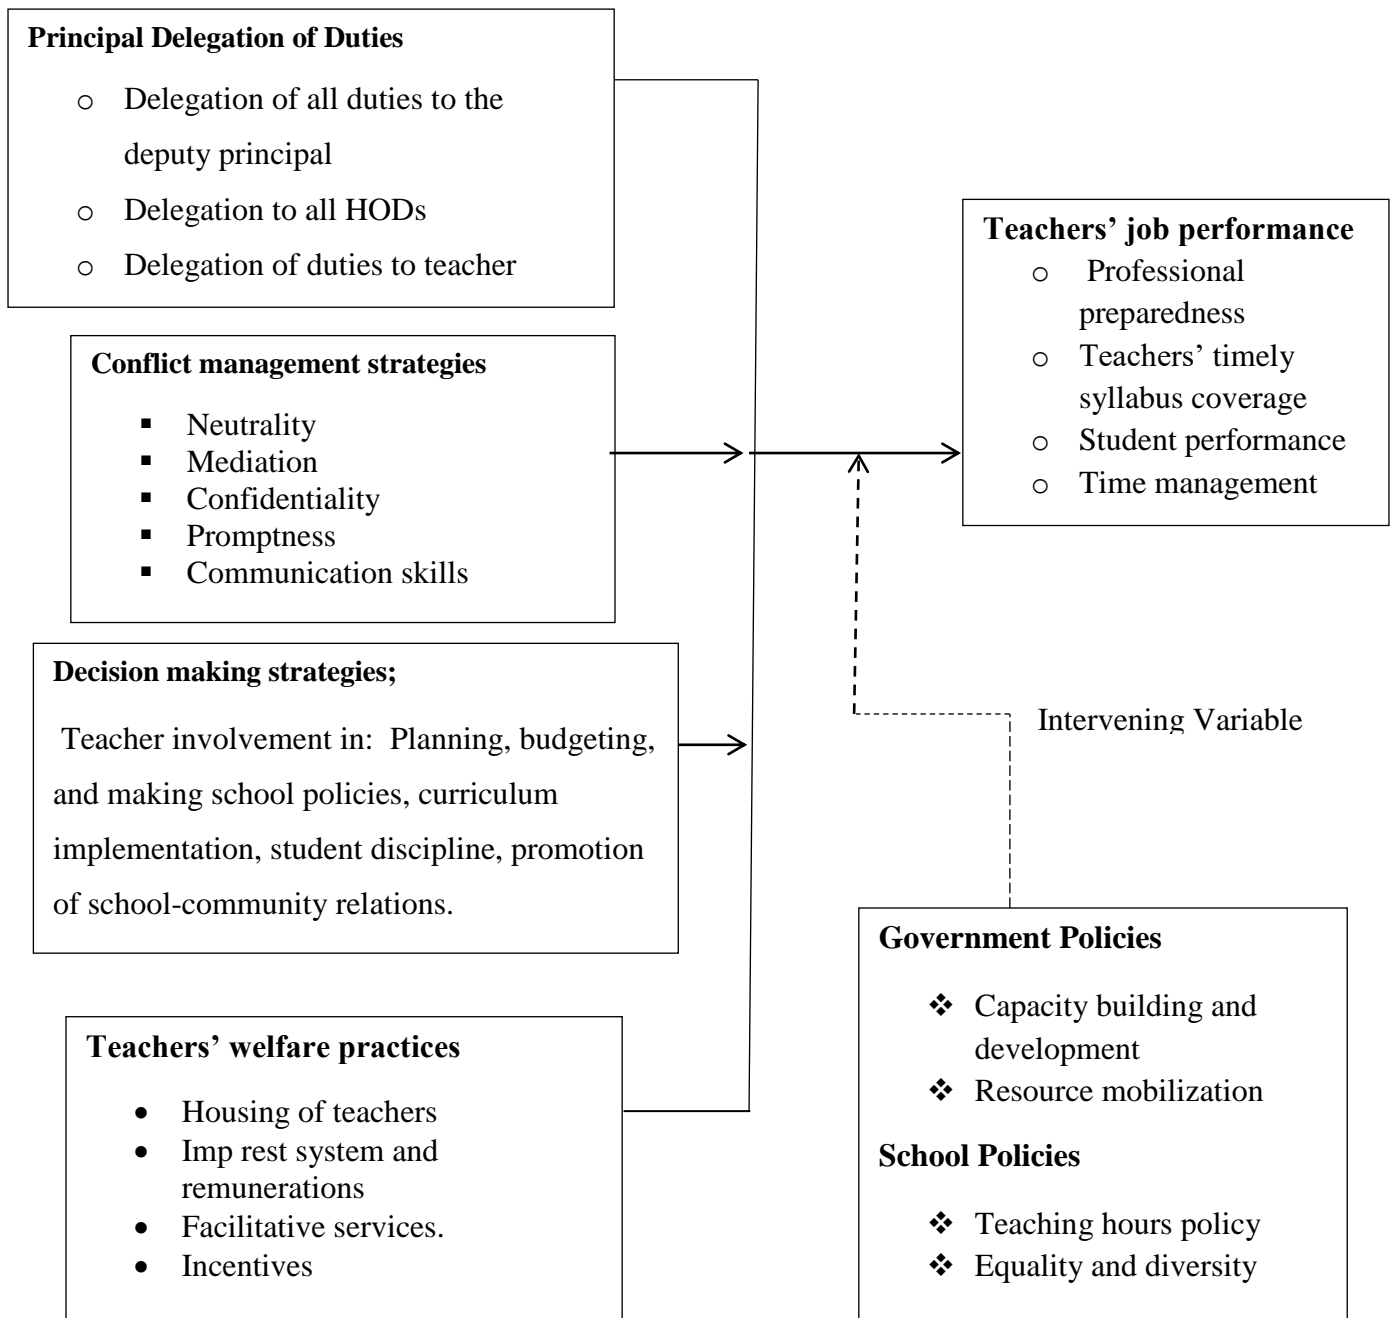 Principal Delegation of Duties
o Delegation of all duties to the
deputy principal
o Delegation to all HODs
o Delegation of duties to teacher
Conflict management strategies
▪ Neutrality
▪ Mediation
▪ Confidentiality
▪ Promptness
▪ Communication skills
Decision making strategies;
Teacher involvement in: Planning, budgeting,
and making school policies, curriculum
implementation, student discipline, promotion
of school-community relations.
Teachers’ welfare practices
• Housing of teachers
• Imp rest system and
remunerations
• Facilitative services.
• Incentives
Teachers’ job performance
o Professional
preparedness
o Teachers’ timely
syllabus coverage
o Student performance
o Time management
Intervening Variable
Government Policies
❖ Capacity building and
development
❖ Resource mobilization
School Policies
❖ Teaching hours policy
❖ Equality and diversity